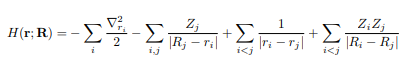 H(r; R) = − ∑_i ∇²_{r_i} / 2 − ∑_{i,j} Z_j / |R_j − r_i| + ∑_{i<j} 1 / |r_i − r_j| + ∑_{i<j} Z_i Z_j / |R_i − R_j|